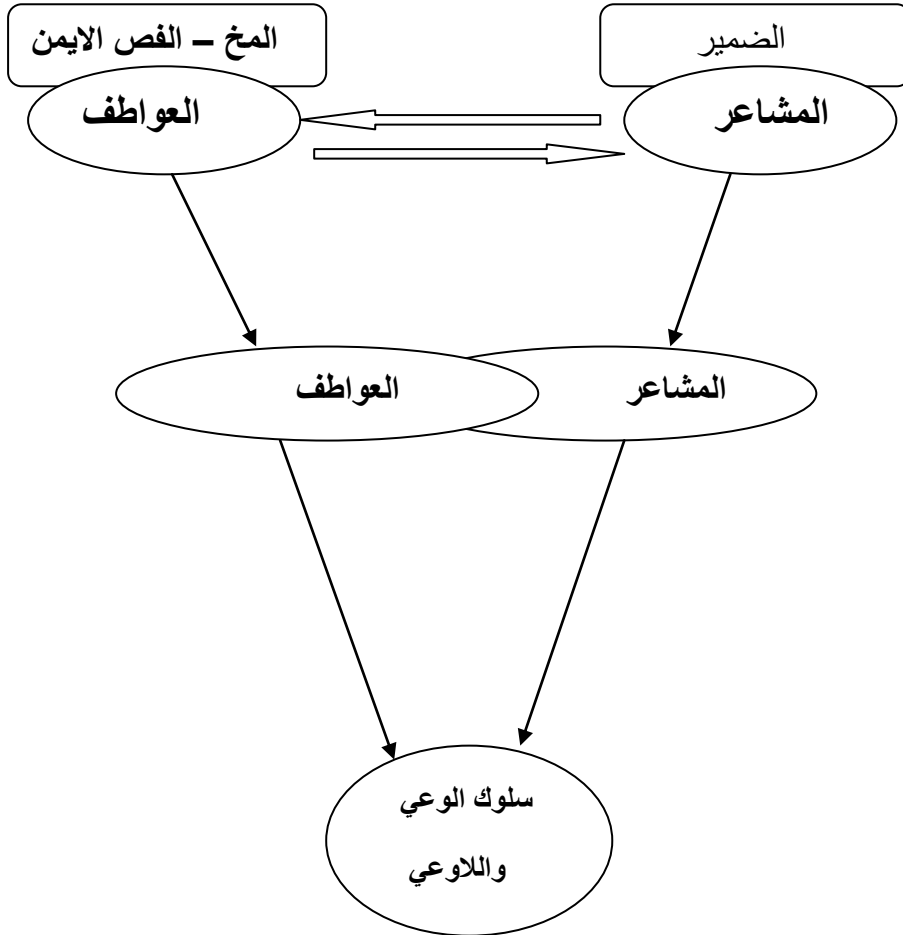 الضمير
المخ – الفص الايمن
المشاعر
العواطف
المشاعر
العواطف
سلوك الوعي
واللاوعي